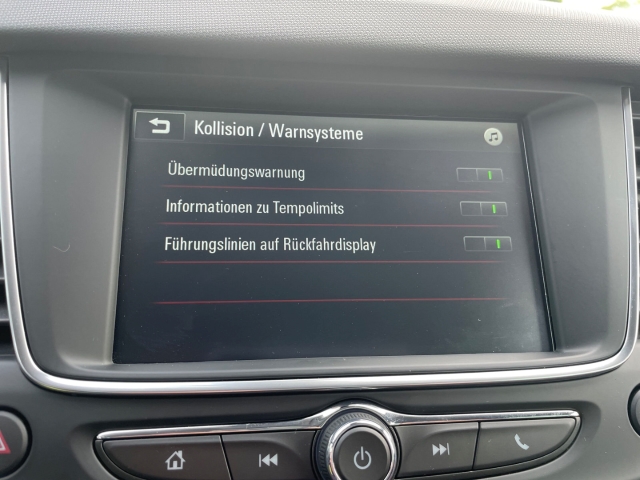 Kollision / Warnsysteme
Übermüdungswarnung
Informationen zu Tempolimits
Führungslinien auf Rückfahrdisplay